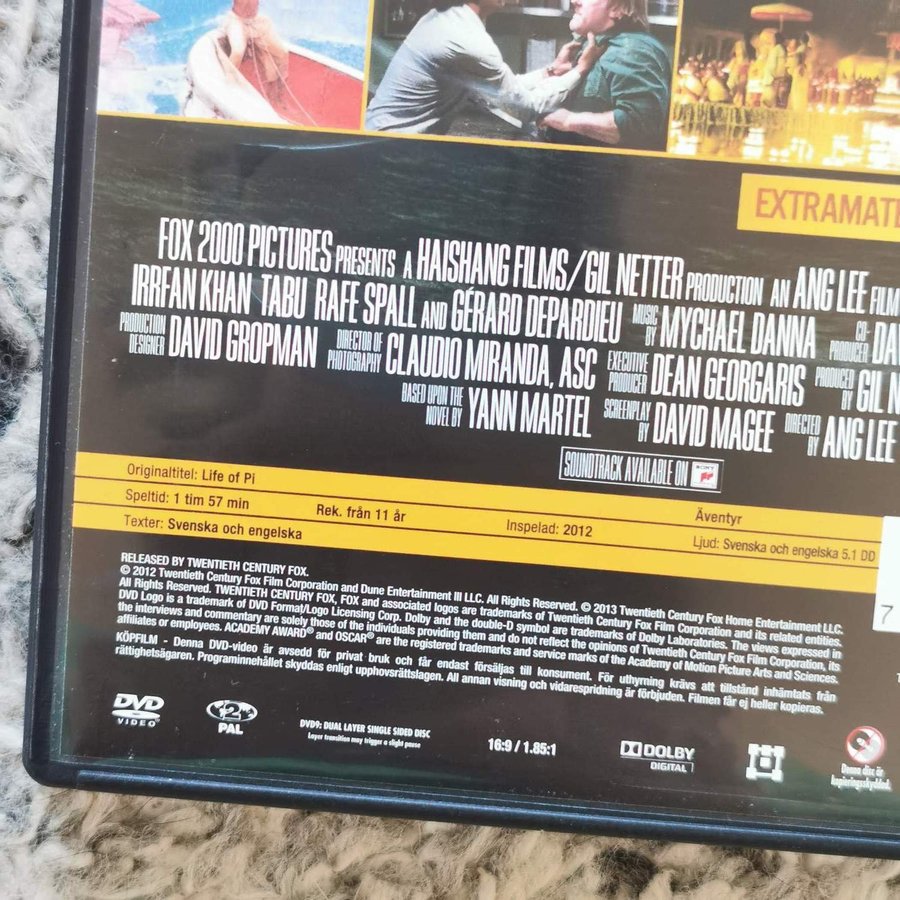 EXTRAMATE
FOX 2000 PICTURES PRESENTS A HAISHANG FILMS/GIL NETTER PRODUCTION AN ANG LEE FILM
IRRFAN KHAN TABU RAFE SPALL AND GÉRARD DEPARDIEU MUSIC BY MYCHAEL DANNA CO-PRODUCER DAV
PRODUCTION DESIGNER DAVID GROPMAN DIRECTOR OF PHOTOGRAPHY CLAUDIO MIRANDA, ASC EXECUTIVE PRODUCER DEAN GEORGARIS PRODUCED BY GIL N
BASED UPON THE NOVEL BY YANN MARTEL SCREENPLAY BY DAVID MAGEE DIRECTED BY ANG LEE
SOUNDTRACK AVAILABLE ON SONY
Originaltitel: Life of Pi
Speltid: 1 tim 57 min Rek. från 11 år Inspelad: 2012 Äventyr
Texter: Svenska och engelska Ljud: Svenska och engelska 5.1 DD
7
RELEASED BY TWENTIETH CENTURY FOX.
© 2012 Twentieth Century Fox Film Corporation and Dune Entertainment III LLC. All Rights Reserved. © 2013 Twentieth Century Fox Home Entertainment LLC.
All Rights Reserved. TWENTIETH CENTURY FOX, FOX and associated logos are trademarks of Twentieth Century Fox Film Corporation and its related entities.
DVD Logo is a trademark of DVD Format/Logo Licensing Corp. Dolby and the double-D symbol are trademarks of Dolby Laboratories. The views expressed in
the interviews and commentary are solely those of the individuals providing them and do not reflect the opinions of Twentieth Century Fox Film Corporation, its
affiliates or employees. ACADEMY AWARD® and OSCAR® are the registered trademarks and service marks of the Academy of Motion Picture Arts and Sciences.
KÖPFILM - Denna DVD-video är avsedd för privat bruk och får endast försäljas till konsument. För uthyrning krävs att tillstånd inhämtats från
rättighetsägaren. Programinnehållet skyddas enligt upphovsrättslagen. All annan visning och vidarespridning är förbjuden. Filmen får ej heller kopieras.
DVD VIDEO
2 PAL
DVD9: DUAL LAYER SINGLE SIDED DISC
Layer transition may trigger a slight pause
16:9 / 1.85:1
DOLBY DIGITAL
Denna disc är
kopieringsskyddad.